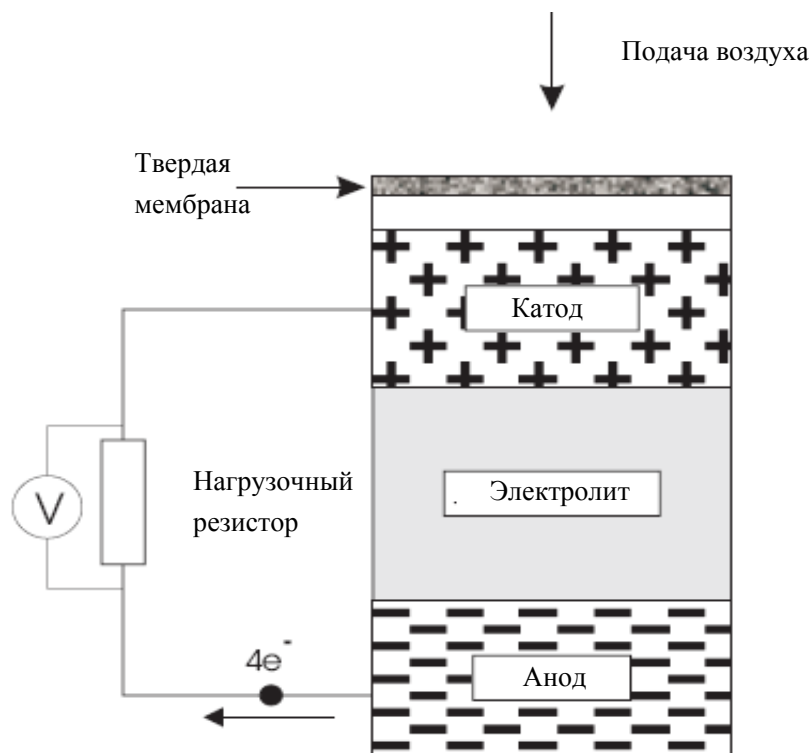 Подача воздуха
Твердая
мембрана
Катод
Нагрузочный
резистор
V
. Электролит
4e-
Анод